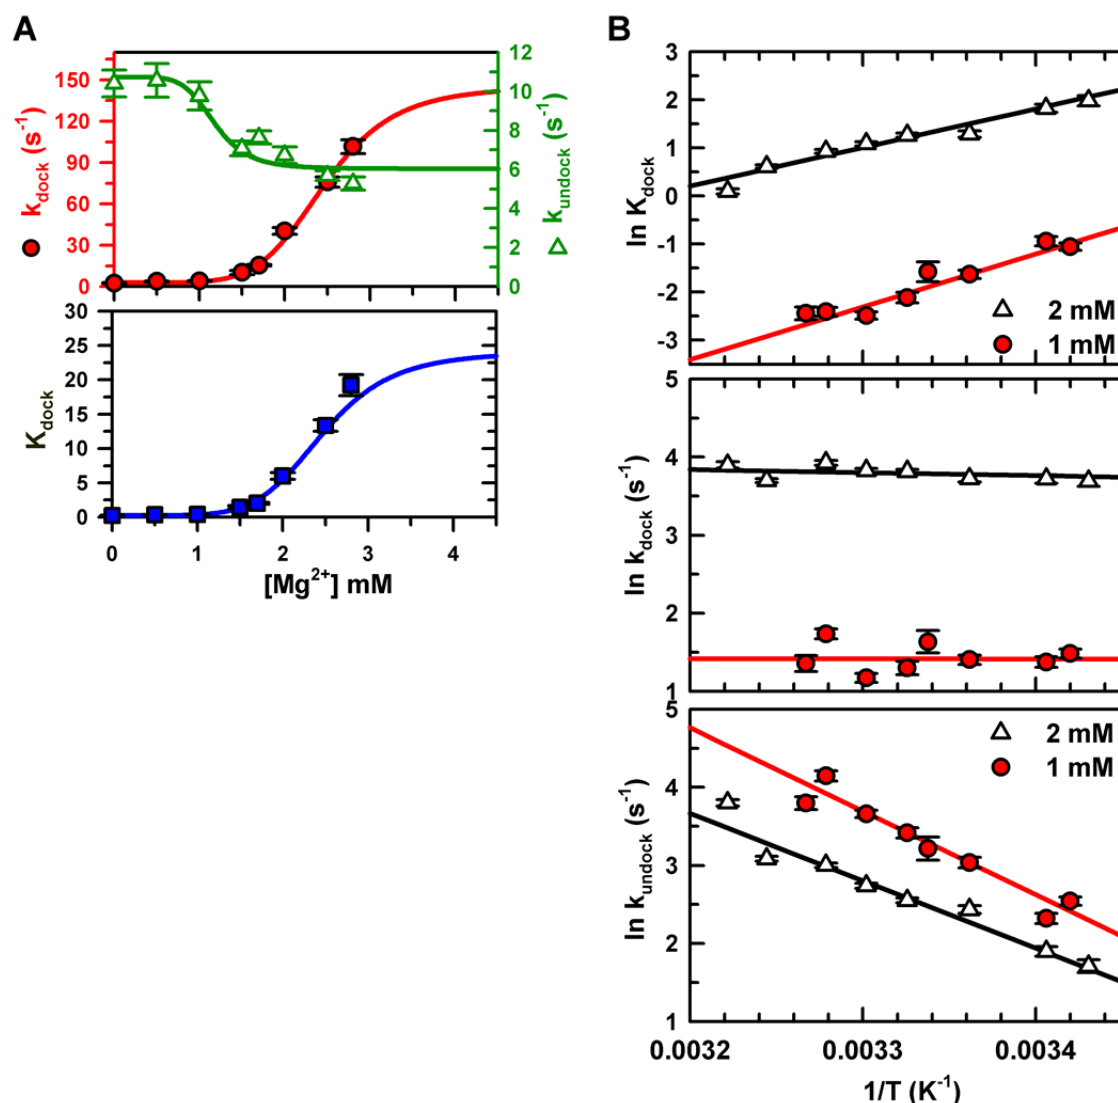 A
k_dock (s⁻¹)
150
120
90
60
30
0
12
10
8
6
4
2
0
k_undock (s⁻¹)
K_dock
30
25
20
15
10
5
0
0 1 2 3 4
[Mg²⁺] mM
B
ln K_dock
3
2
1
0
-1
-2
-3
2 mM
1 mM
ln k_dock (s⁻¹)
5
4
3
2
1
ln k_undock (s⁻¹)
5
4
3
2
1
2 mM
1 mM
0.0032 0.0033 0.0034
1/T (K⁻¹)